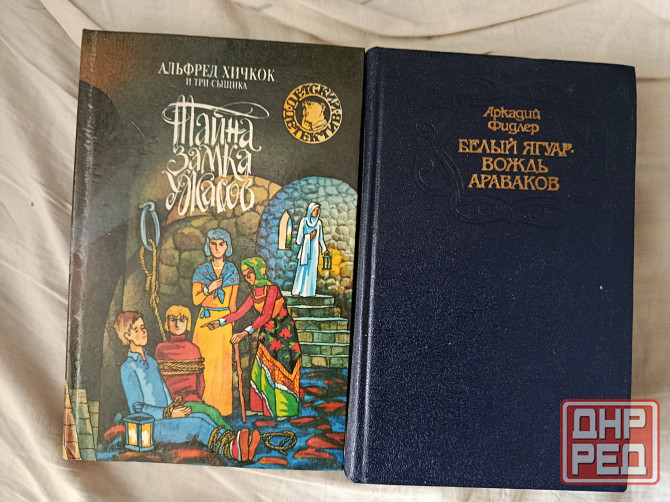 АЛЬФРЕД ХИЧКОК
И ТРИ СЫЩИКА
ДЕТСКИЙ ДЕТЕКТИВ
Тайна
замка
ужасов
Аркадий
Фидлер
БЕЛЫЙ ЯГУАР-
ВОЖДЬ
АРАВАКОВ
ДНР
РЕД